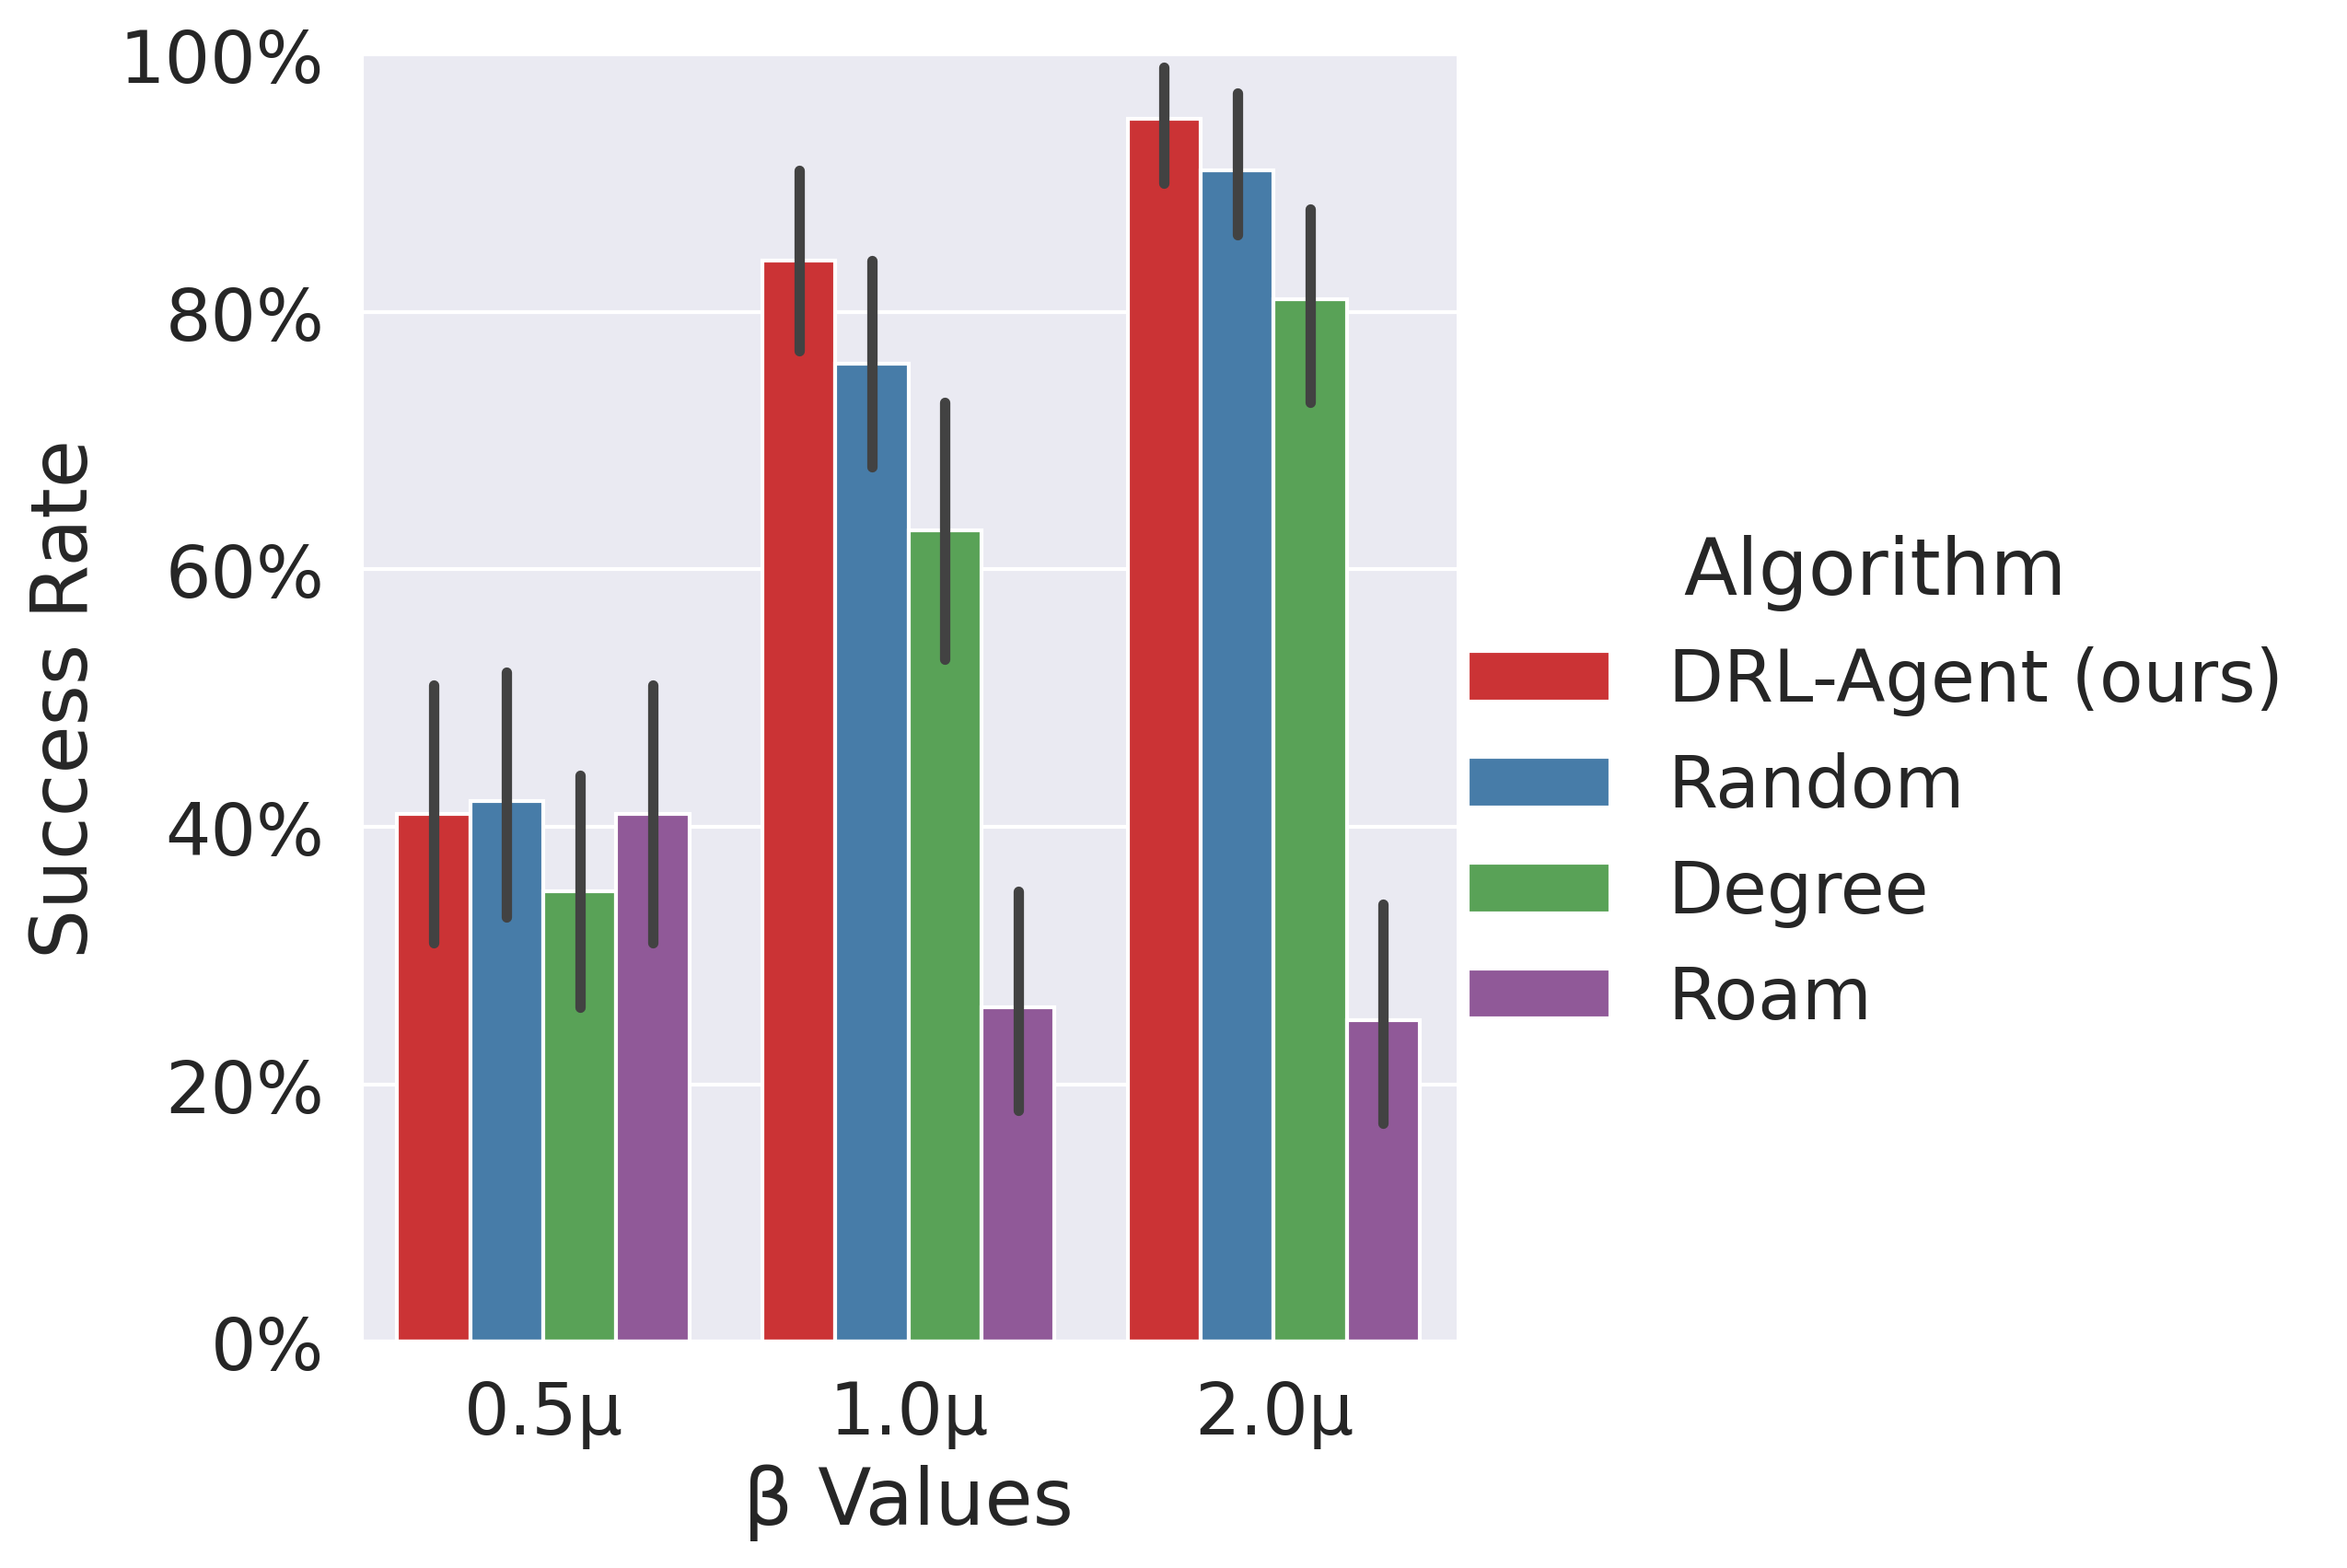 100%
80%
60%
40%
20%
0%
Success Rate
0.5μ
1.0μ
2.0μ
β Values
Algorithm
DRL-Agent (ours)
Random
Degree
Roam